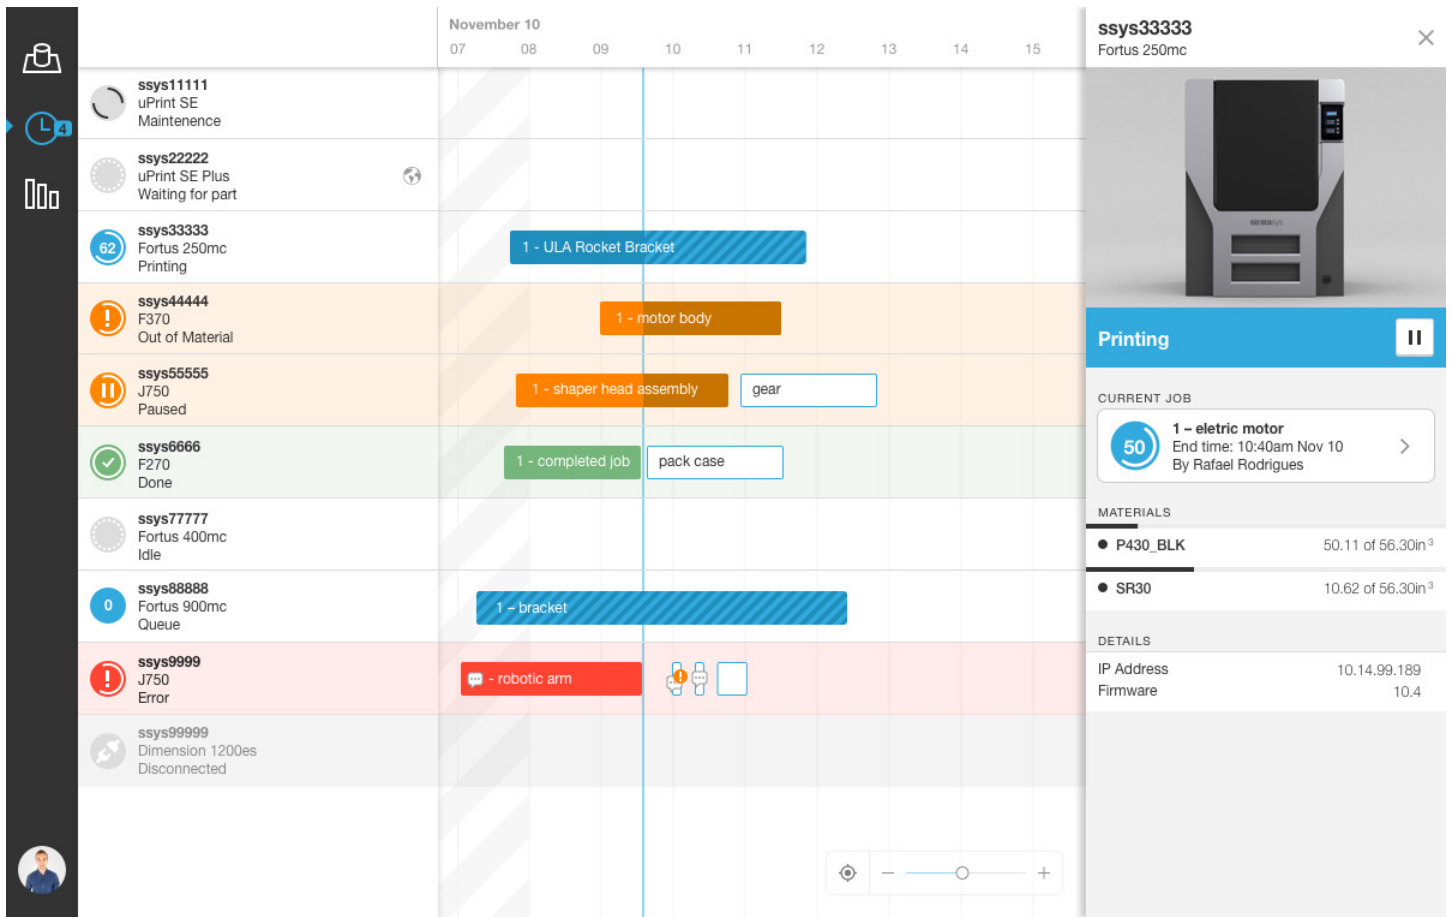 November 10
07 08 09 10 11 12 13 14 15
4
ssys11111
uPrint SE
Maintenence
ssys22222
uPrint SE Plus
Waiting for part
62
ssys33333
Fortus 250mc
Printing
1 - ULA Rocket Bracket
ssys44444
F370
Out of Material
1 - motor body
ssys55555
J750
Paused
1 - shaper head assembly
gear
ssys6666
F270
Done
1 - completed job
pack case
ssys77777
Fortus 400mc
Idle
0
ssys88888
Fortus 900mc
Queue
1 – bracket
ssys9999
J750
Error
- robotic arm
ssys99999
Dimension 1200es
Disconnected
ssys33333
Fortus 250mc
stratasys
Printing
CURRENT JOB
50
1 – eletric motor
End time: 10:40am Nov 10
By Rafael Rodrigues
MATERIALS
P430_BLK 50.11 of 56.30in³
SR30 10.62 of 56.30in³
DETAILS
IP Address 10.14.99.189
Firmware 10.4